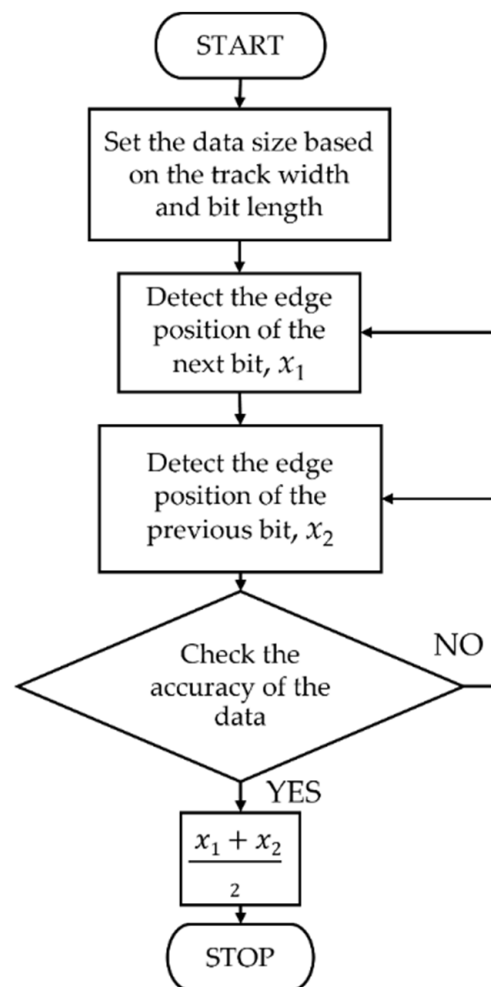 START
Set the data size based
on the track width
and bit length
Detect the edge
position of the
next bit, x₁
Detect the edge
position of the
previous bit, x₂
Check the
accuracy of the
data
NO
YES
x₁ + x₂
2
STOP